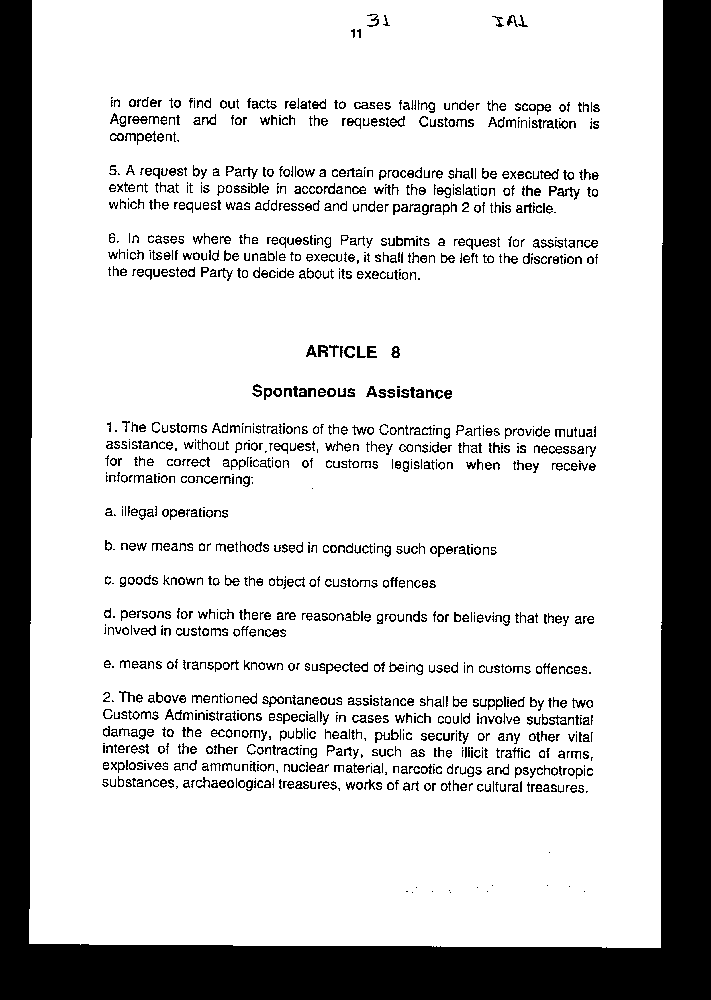 31 IA1
11
in order to find out facts related to cases falling under the scope of this
Agreement and for which the requested Customs Administration is
competent.
5. A request by a Party to follow a certain procedure shall be executed to the
extent that it is possible in accordance with the legislation of the Party to
which the request was addressed and under paragraph 2 of this article.
6. In cases where the requesting Party submits a request for assistance
which itself would be unable to execute, it shall then be left to the discretion of
the requested Party to decide about its execution.
ARTICLE 8
Spontaneous Assistance
1. The Customs Administrations of the two Contracting Parties provide mutual
assistance, without prior request, when they consider that this is necessary
for the correct application of customs legislation when they receive
information concerning:
a. illegal operations
b. new means or methods used in conducting such operations
c. goods known to be the object of customs offences
d. persons for which there are reasonable grounds for believing that they are
involved in customs offences
e. means of transport known or suspected of being used in customs offences.
2. The above mentioned spontaneous assistance shall be supplied by the two
Customs Administrations especially in cases which could involve substantial
damage to the economy, public health, public security or any other vital
interest of the other Contracting Party, such as the illicit traffic of arms,
explosives and ammunition, nuclear material, narcotic drugs and psychotropic
substances, archaeological treasures, works of art or other cultural treasures.